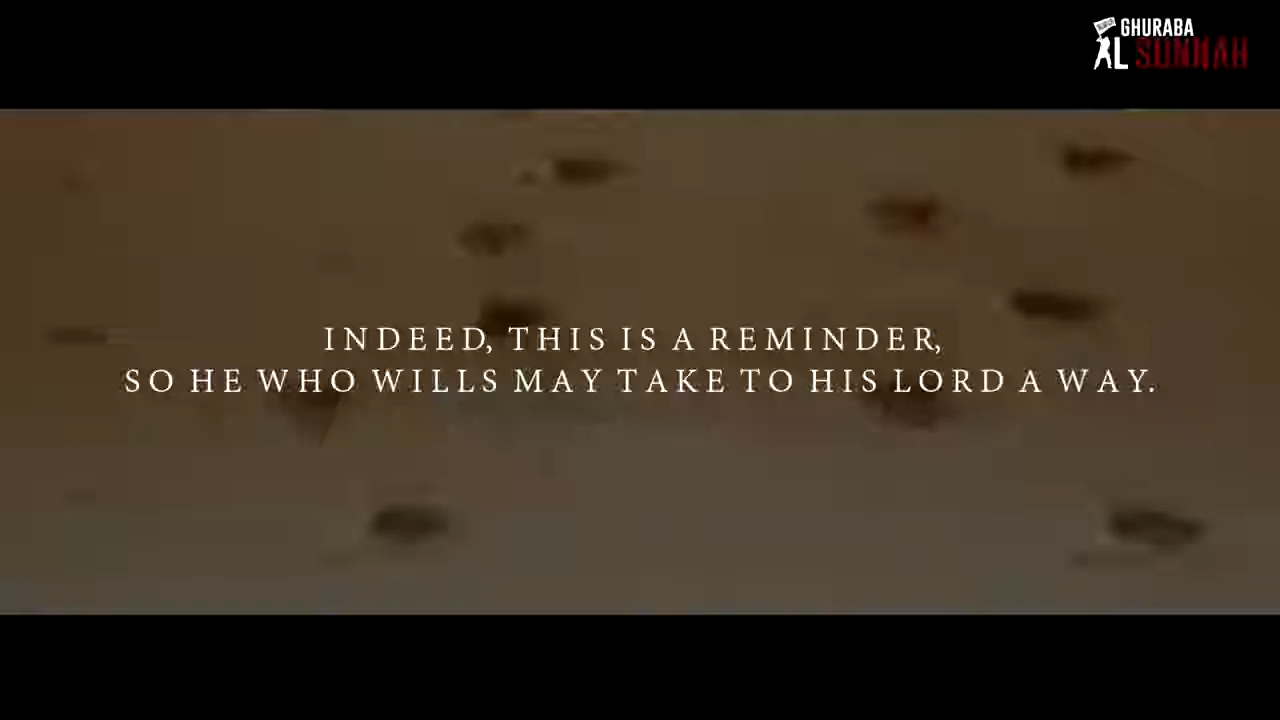 GHURABA
AL SUNNAH
INDEED, THIS IS A REMINDER,
SO HE WHO WILLS MAY TAKE TO HIS LORD A WAY.